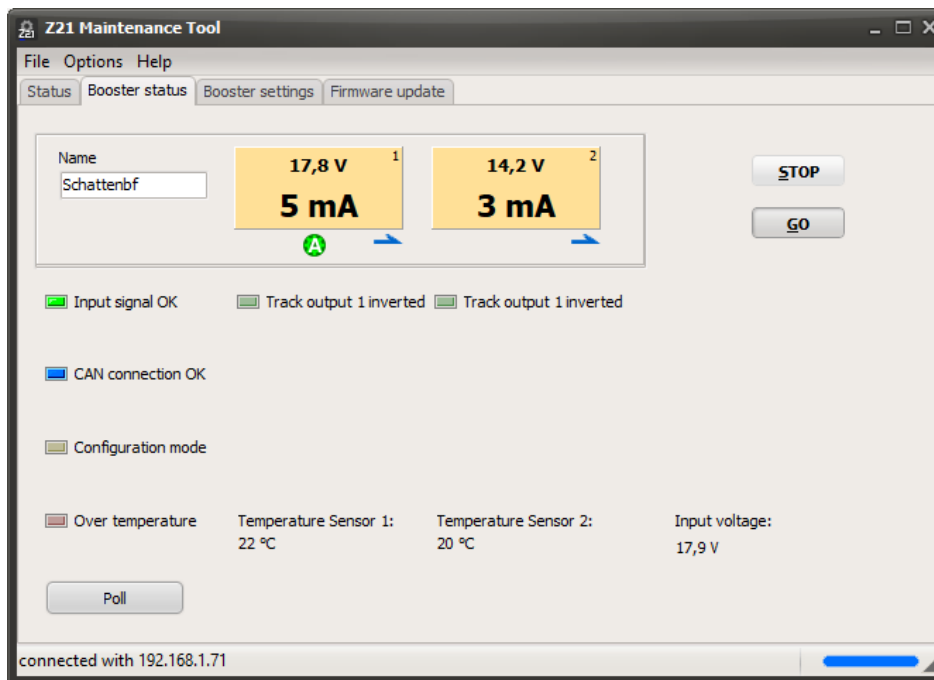 Z21 Z21 Maintenance Tool
File Options Help
Status Booster status Booster settings Firmware update
Name
Schattenbf
17,8 V 1
5 mA
A
14,2 V 2
3 mA
STOP
GO
Input signal OK Track output 1 inverted Track output 1 inverted
CAN connection OK
Configuration mode
Over temperature Temperature Sensor 1: Temperature Sensor 2: Input voltage:
22 °C 20 °C 17,9 V
Poll
connected with 192.168.1.71